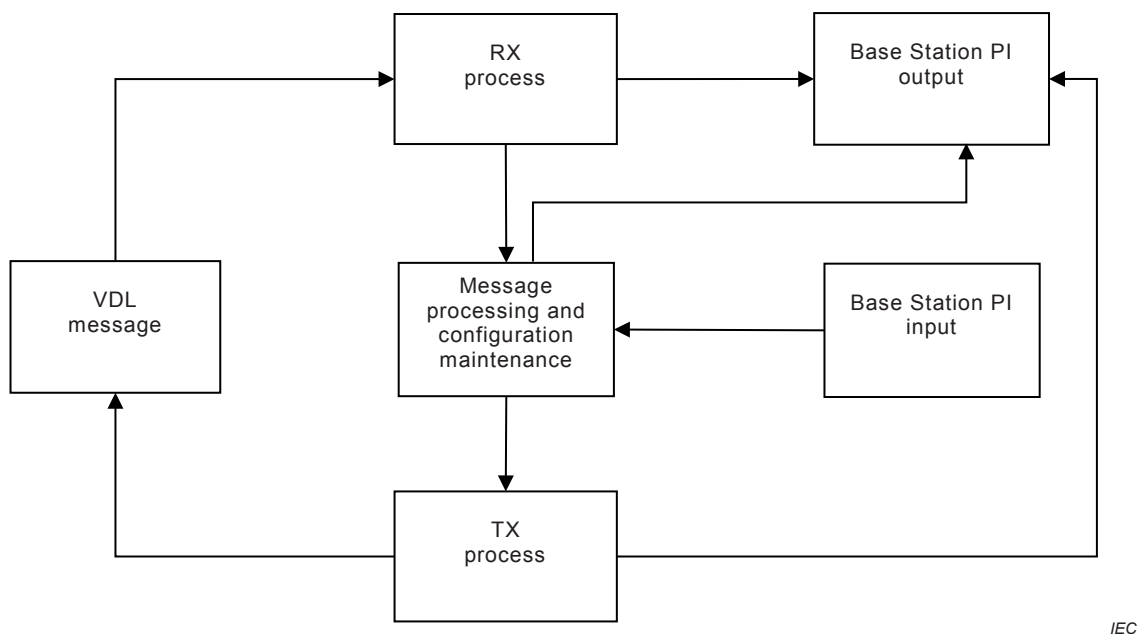 RX
process
Base Station PI
output
VDL
message
Message
processing and
configuration
maintenance
Base Station PI
input
TX
process
IEC